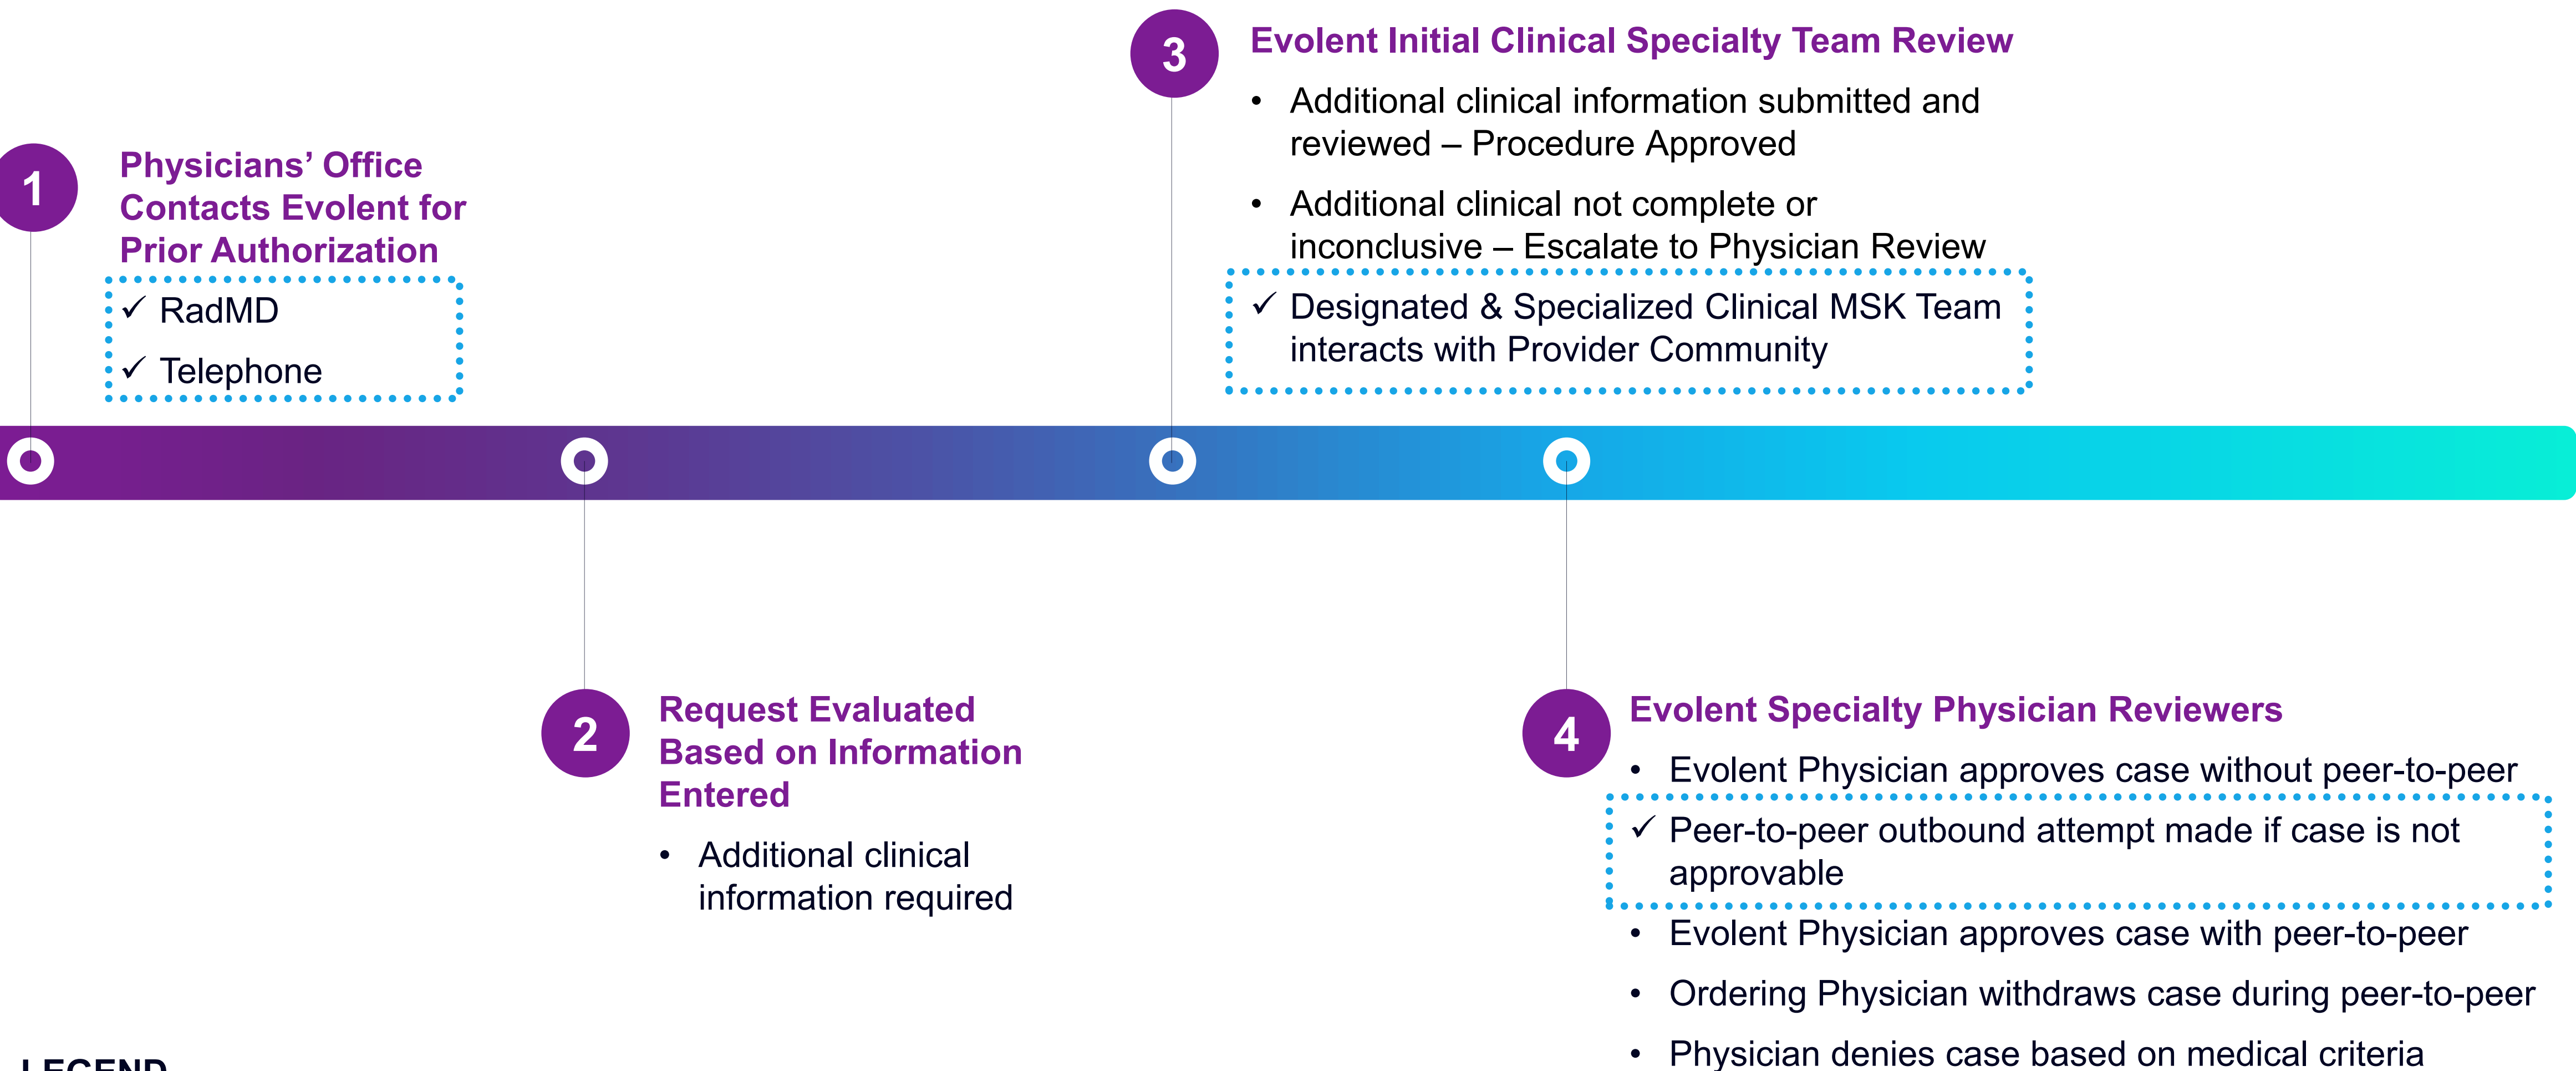 1
Physicians’ Office
Contacts Evolent for
Prior Authorization
✓ RadMD
✓ Telephone
2
Request Evaluated
Based on Information
Entered
• Additional clinical
information required
3
Evolent Initial Clinical Specialty Team Review
• Additional clinical information submitted and
reviewed – Procedure Approved
• Additional clinical not complete or
inconclusive – Escalate to Physician Review
✓ Designated & Specialized Clinical MSK Team
interacts with Provider Community
4
Evolent Specialty Physician Reviewers
• Evolent Physician approves case without peer-to-peer
✓ Peer-to-peer outbound attempt made if case is not
approvable
• Evolent Physician approves case with peer-to-peer
• Ordering Physician withdraws case during peer-to-peer
• Physician denies case based on medical criteria
LEGEND